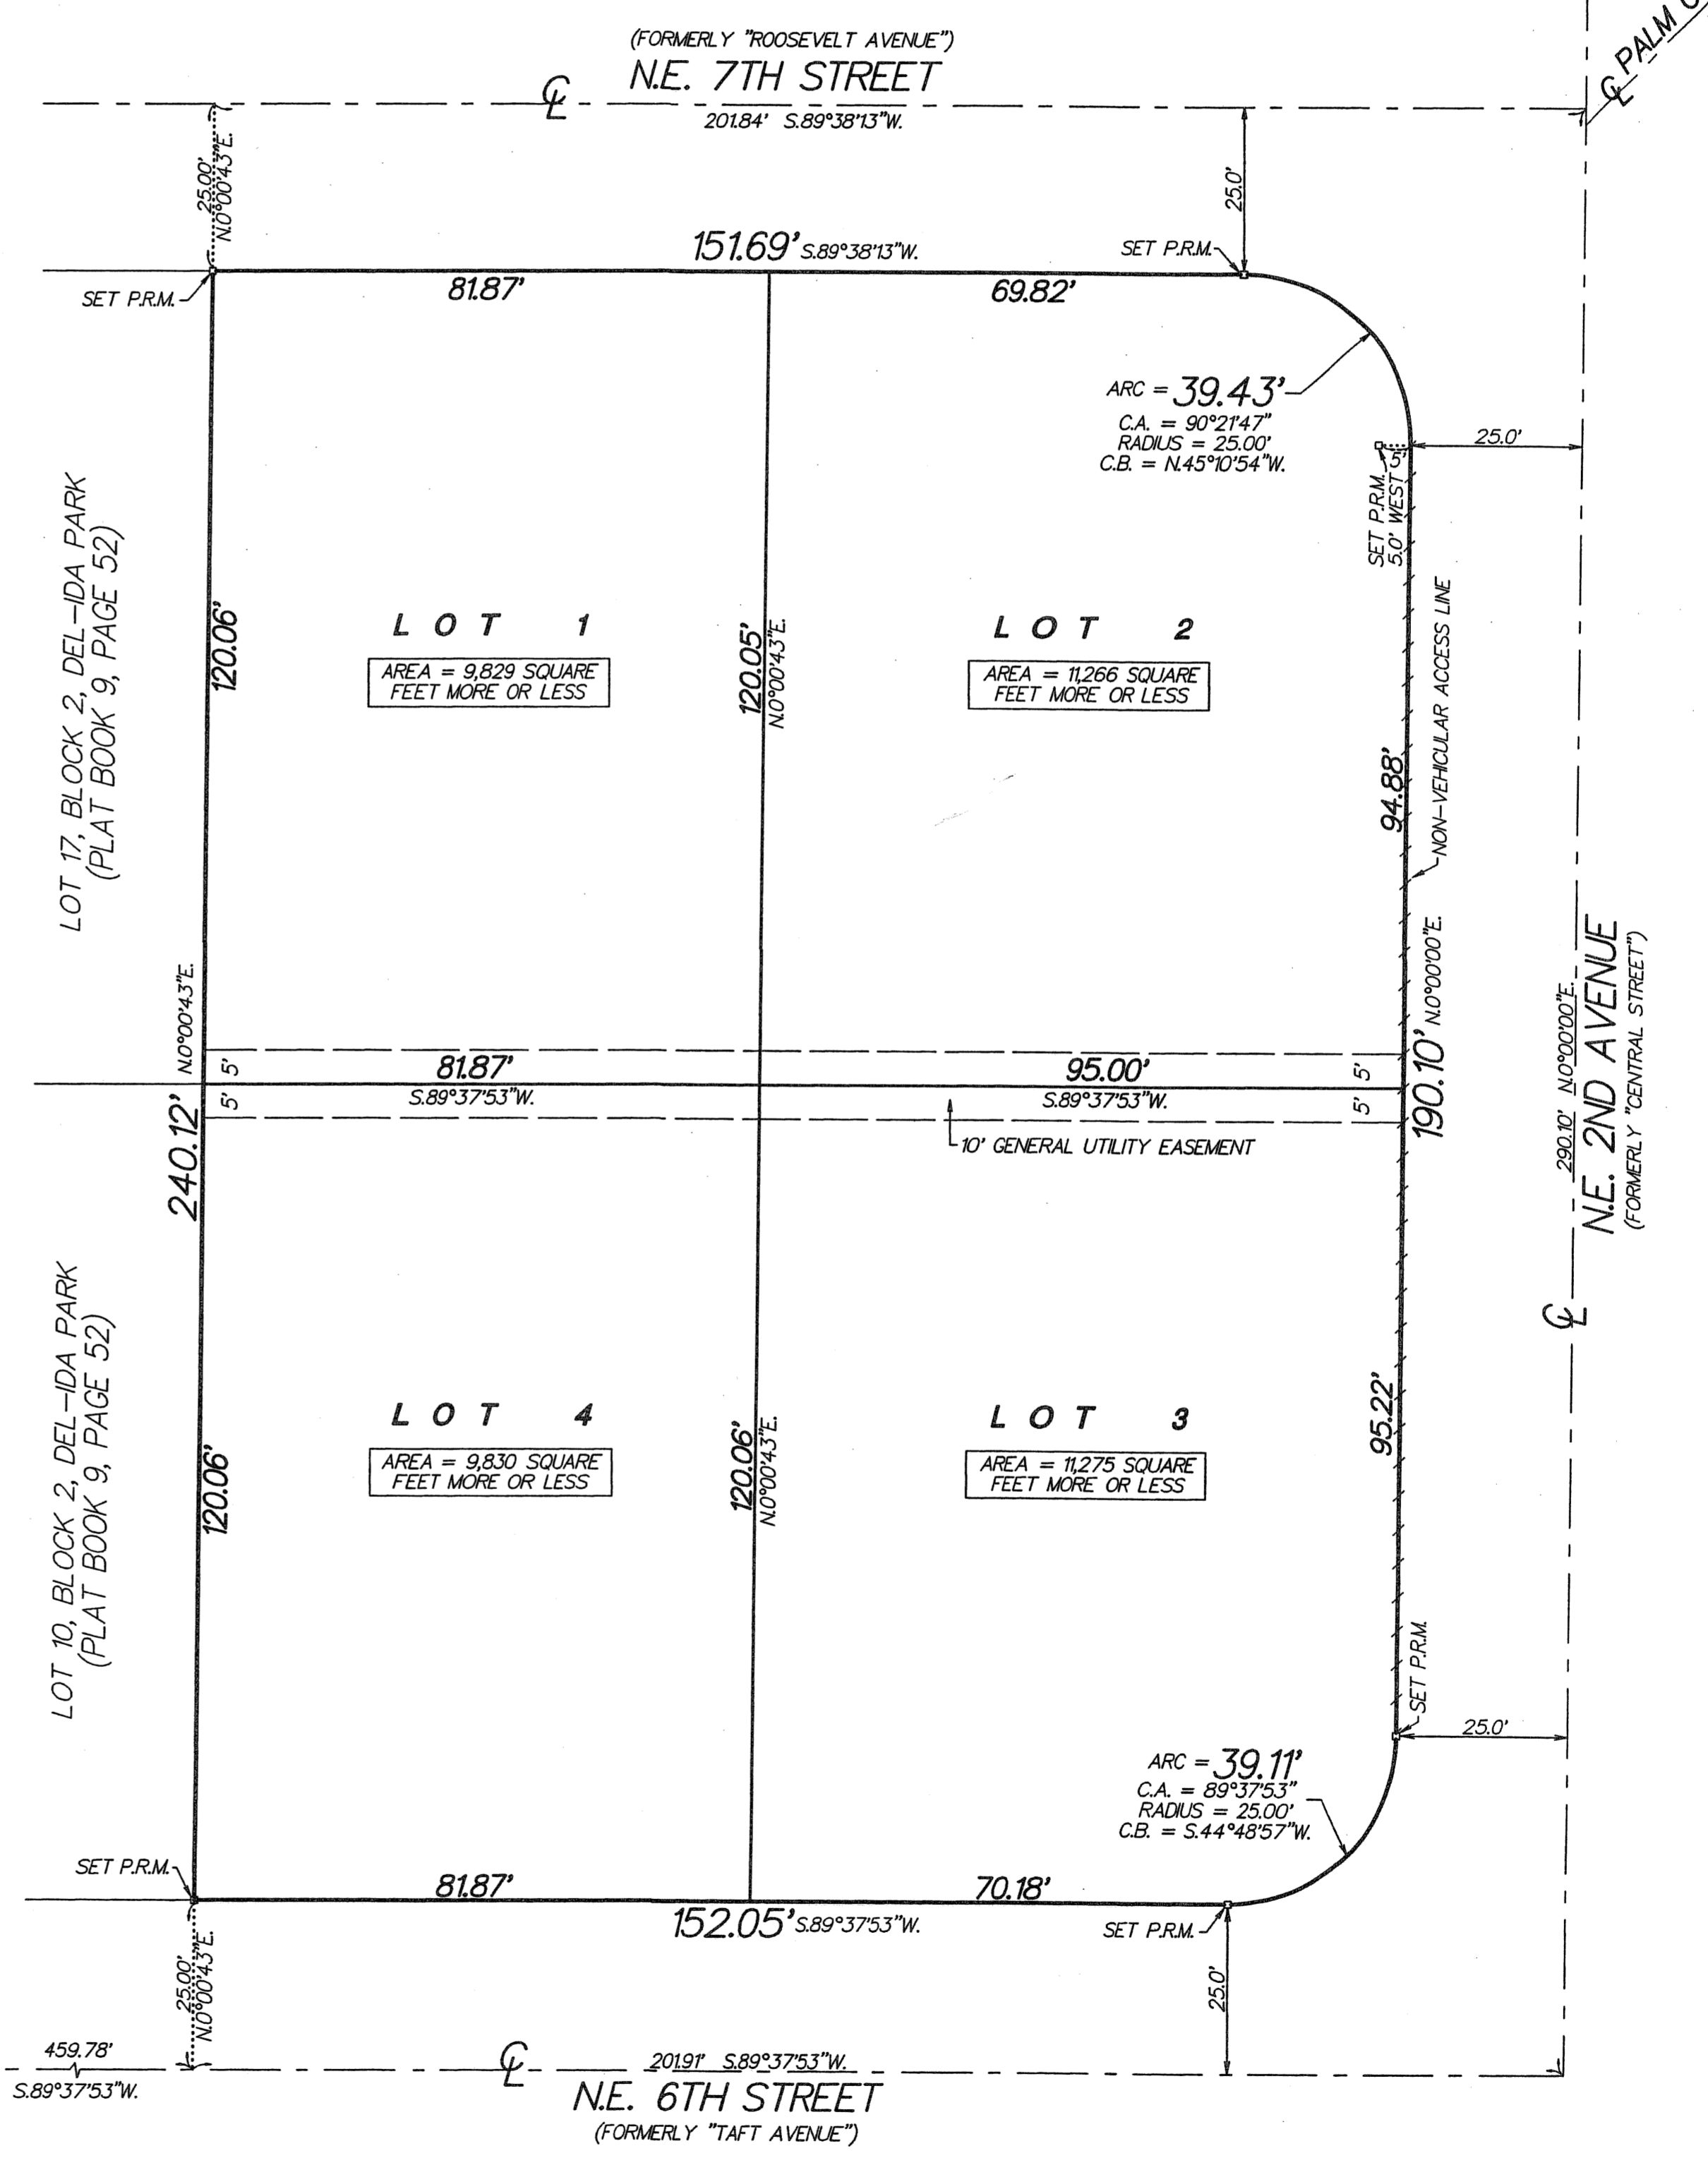 (FORMERLY "ROOSEVELT AVENUE")
N.E. 7TH STREET
℄
℄ PALM
201.84' S.89°38'13"W.
25.00'
N.0°00'43"E.
25.0'
151.69' S.89°38'13"W.
SET P.R.M.
SET P.R.M.
81.87'
69.82'
ARC = 39.43'
C.A. = 90°21'47"
RADIUS = 25.00'
C.B. = N.45°10'54"W.
25.0'
5'
SET P.R.M.
5.0' WEST
LOT 17, BLOCK 2, DEL-IDA PARK
(PLAT BOOK 9, PAGE 52)
120.06'
LOT 1
AREA = 9,829 SQUARE
FEET MORE OR LESS
120.05'
N.0°00'43"E.
LOT 2
AREA = 11,266 SQUARE
FEET MORE OR LESS
94.88'
NON-VEHICULAR ACCESS LINE
N.0°00'43"E.
240.12'
5'
5'
81.87'
S.89°37'53"W.
95.00'
S.89°37'53"W.
5'
5'
10' GENERAL UTILITY EASEMENT
190.10' N.0°00'00"E.
290.10' N.0°00'00"E.
N.E. 2ND AVENUE
(FORMERLY "CENTRAL STREET")
℄
LOT 10, BLOCK 2, DEL-IDA PARK
(PLAT BOOK 9, PAGE 52)
120.06'
LOT 4
AREA = 9,830 SQUARE
FEET MORE OR LESS
120.06'
N.0°00'43"E.
LOT 3
AREA = 11,275 SQUARE
FEET MORE OR LESS
95.22'
SET P.R.M.
25.0'
ARC = 39.11'
C.A. = 89°37'53"
RADIUS = 25.00'
C.B. = S.44°48'57"W.
SET P.R.M.
81.87'
70.18'
152.05' S.89°37'53"W.
SET P.R.M.
25.00'
N.0°00'43"E.
25.0'
459.78'
S.89°37'53"W.
℄
201.91' S.89°37'53"W.
N.E. 6TH STREET
(FORMERLY "TAFT AVENUE")